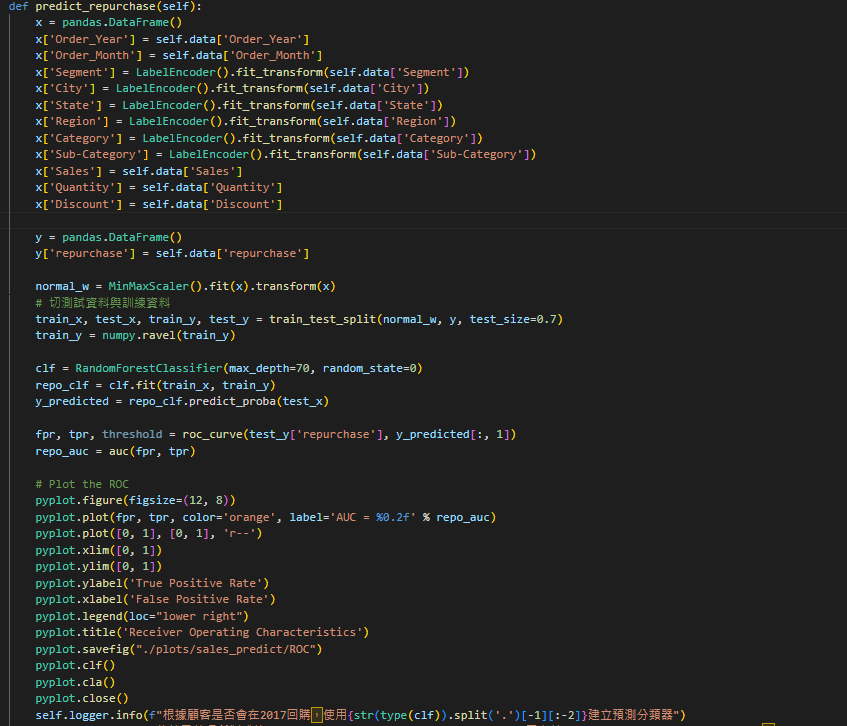 def predict_repurchase(self):
x = pandas.DataFrame()
x['Order_Year'] = self.data['Order_Year']
x['Order_Month'] = self.data['Order_Month']
x['Segment'] = LabelEncoder().fit_transform(self.data['Segment'])
x['City'] = LabelEncoder().fit_transform(self.data['City'])
x['State'] = LabelEncoder().fit_transform(self.data['State'])
x['Region'] = LabelEncoder().fit_transform(self.data['Region'])
x['Category'] = LabelEncoder().fit_transform(self.data['Category'])
x['Sub-Category'] = LabelEncoder().fit_transform(self.data['Sub-Category'])
x['Sales'] = self.data['Sales']
x['Quantity'] = self.data['Quantity']
x['Discount'] = self.data['Discount']
y = pandas.DataFrame()
y['repurchase'] = self.data['repurchase']
normal_w = MinMaxScaler().fit(x).transform(x)
# 切測試資料與訓練資料
train_x, test_x, train_y, test_y = train_test_split(normal_w, y, test_size=0.7)
train_y = numpy.ravel(train_y)
clf = RandomForestClassifier(max_depth=70, random_state=0)
repo_clf = clf.fit(train_x, train_y)
y_predicted = repo_clf.predict_proba(test_x)
fpr, tpr, threshold = roc_curve(test_y['repurchase'], y_predicted[:, 1])
repo_auc = auc(fpr, tpr)
# Plot the ROC
pyplot.figure(figsize=(12, 8))
pyplot.plot(fpr, tpr, color='orange', label='AUC = %0.2f' % repo_auc)
pyplot.plot([0, 1], [0, 1], 'r--')
pyplot.xlim([0, 1])
pyplot.ylim([0, 1])
pyplot.ylabel('True Positive Rate')
pyplot.xlabel('False Positive Rate')
pyplot.legend(loc="lower right")
pyplot.title('Receiver Operating Characteristics')
pyplot.savefig("./plots/sales_predict/ROC")
pyplot.clf()
pyplot.cla()
pyplot.close()
self.logger.info(f"根據顧客是否會在2017回購，使用{str(type(clf)).split('.')[-1][:-2]}建立預測分類器")